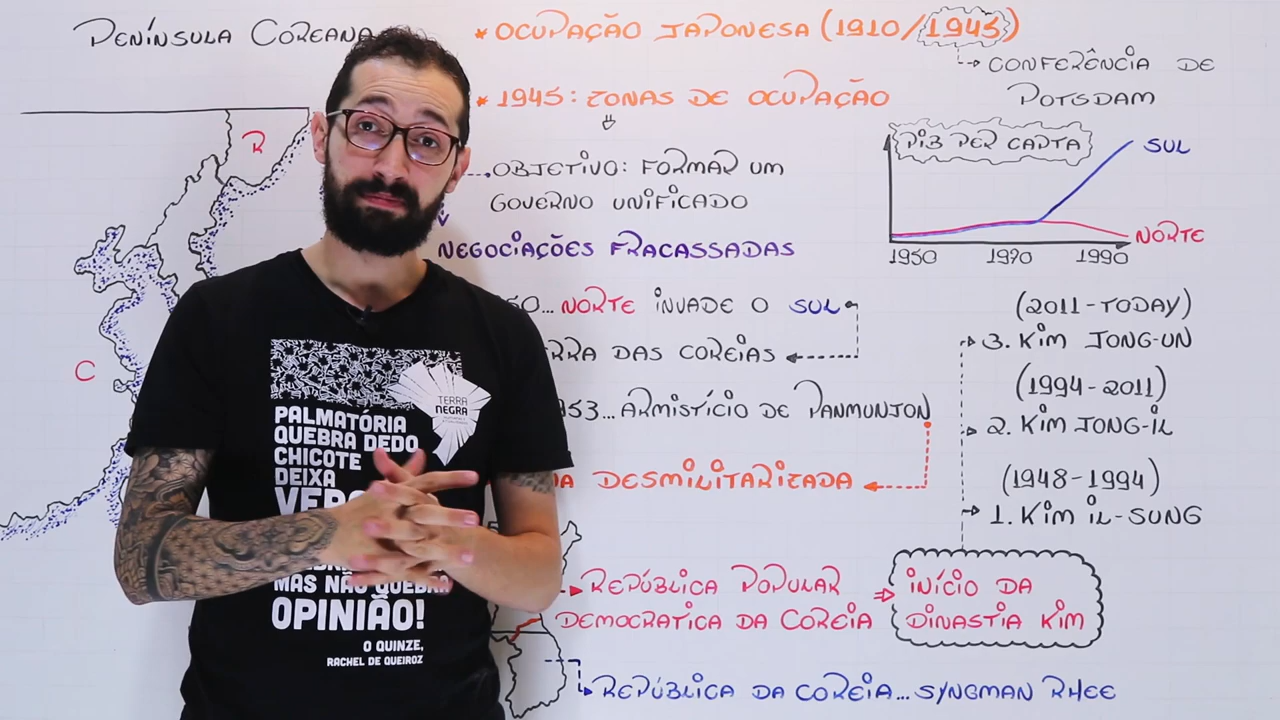 PENÍNSULA COREANA
* OCUPAÇÃO JAPONESA (1910/1945)
CONFERÊNCIA DE
POTSDAM
* 1945: ZONAS DE OCUPAÇÃO
OBJETIVO: FORMAR UM
GOVERNO UNIFICADO
NEGOCIAÇÕES FRACASSADAS
50... NORTE INVADE O SUL
RRA DAS COREIAS
953... ARMISTÍCIO DE PANMUNJON
NA DESMILITARIZADA
REPÚBLICA POPULAR
DEMOCRATICA DA COREIA
INÍCIO DA
DINASTIA KIM
REPÚBLICA DA COREIA... SYNGMAN RHEE
PIB PER CAPTA
SUL
NORTE
1950 1970 1990
(2011-TODAY)
3. KIM JONG-UN
(1994-2011)
2. KIM JONG-IL
(1948-1994)
1. KIM IL-SUNG
R
C
TERRA
NEGRA
PALMATÓRIA
QUEBRA DEDO
CHICOTE
DEIXA
MAS NÃO QUEBRA
OPINIÃO!
O QUINZE,
RACHEL DE QUEIROZ